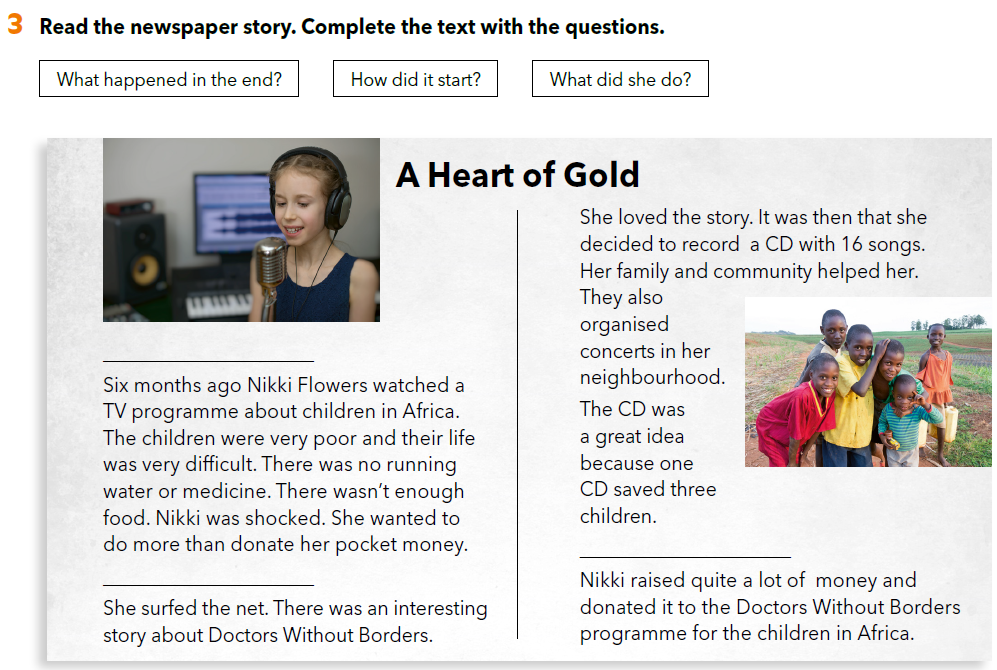 3 Read the newspaper story. Complete the text with the questions.
What happened in the end? How did it start? What did she do?
A Heart of Gold
Six months ago Nikki Flowers watched a
TV programme about children in Africa.
The children were very poor and their life
was very difficult. There was no running
water or medicine. There wasn’t enough
food. Nikki was shocked. She wanted to
do more than donate her pocket money.
She surfed the net. There was an interesting
story about Doctors Without Borders.
She loved the story. It was then that she
decided to record a CD with 16 songs.
Her family and community helped her.
They also
organised
concerts in her
neighbourhood.
The CD was
a great idea
because one
CD saved three
children.
Nikki raised quite a lot of money and
donated it to the Doctors Without Borders
programme for the children in Africa.